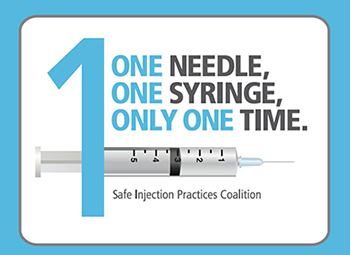 1
ONE NEEDLE,
ONE SYRINGE,
ONLY ONE TIME.
5 4 3 2 1
Safe Injection Practices Coalition